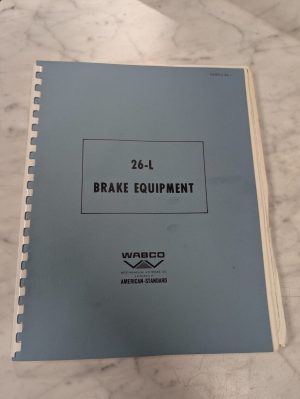 26-L
BRAKE EQUIPMENT
WABCO
AMERICAN-STANDARD